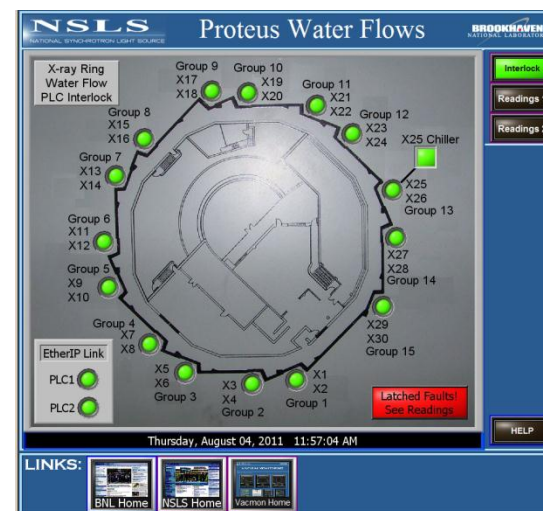 NSLS
NATIONAL SYNCHROTRON LIGHT SOURCE
Proteus Water Flows
BROOKHAVEN
NATIONAL LABORATORY
X-ray Ring
Water Flow
PLC Interlock
Group 9
X17
X18
Group 10
X19
X20
Group 11
X21
X22
Group 12
X23
X24
X25 Chiller
X25
X26
Group 13
X27
X28
Group 14
X29
X30
Group 15
Group 8
X15
X16
Group 7
X13
X14
Group 6
X11
X12
Group 5
X9
X10
Group 4
X7
X8
X5
X6
Group 3
X3
X4
Group 2
X1
X2
Group 1
EtherIP Link
PLC1
PLC2
Latched Faults!
See Readings
Thursday, August 04, 2011 11:57:04 AM
Interlock
Readings
Readings
HELP
LINKS:
BNL Home
NSLS Home
Vacmon Home